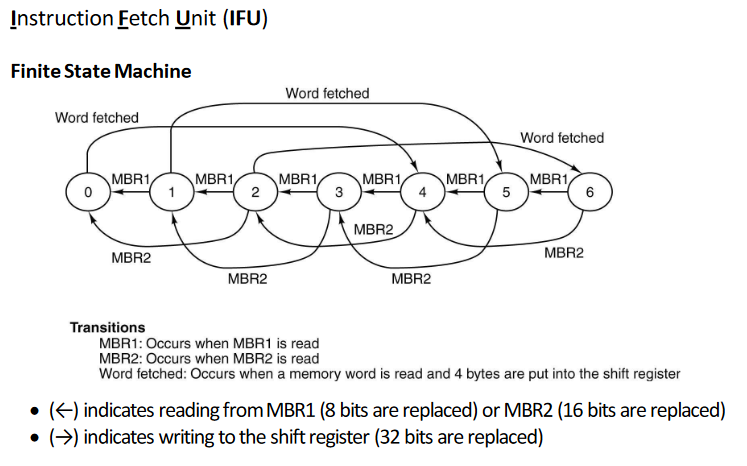 Instruction Fetch Unit (IFU)
Finite State Machine
Word fetched
Word fetched
Word fetched
MBR1 MBR1 MBR1 MBR1 MBR1 MBR1
0 1 2 3 4 5 6
MBR2
MBR2
MBR2
MBR2
MBR2
Transitions
MBR1: Occurs when MBR1 is read
MBR2: Occurs when MBR2 is read
Word fetched: Occurs when a memory word is read and 4 bytes are put into the shift register
• (←) indicates reading from MBR1 (8 bits are replaced) or MBR2 (16 bits are replaced)
• (→) indicates writing to the shift register (32 bits are replaced)